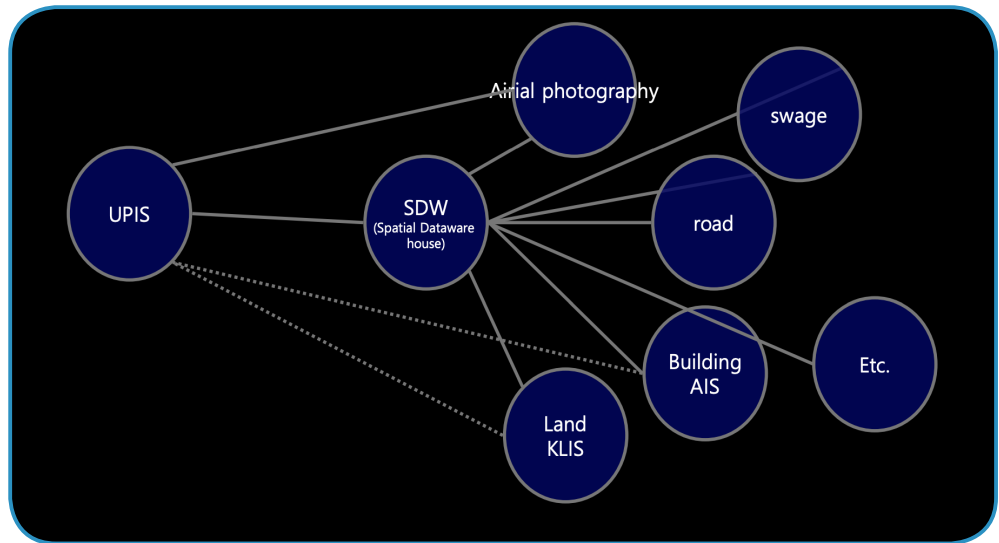 Airial photography
swage
UPIS
SDW
(Spatial Dataware
house)
road
Building
AIS
Etc.
Land
KLIS